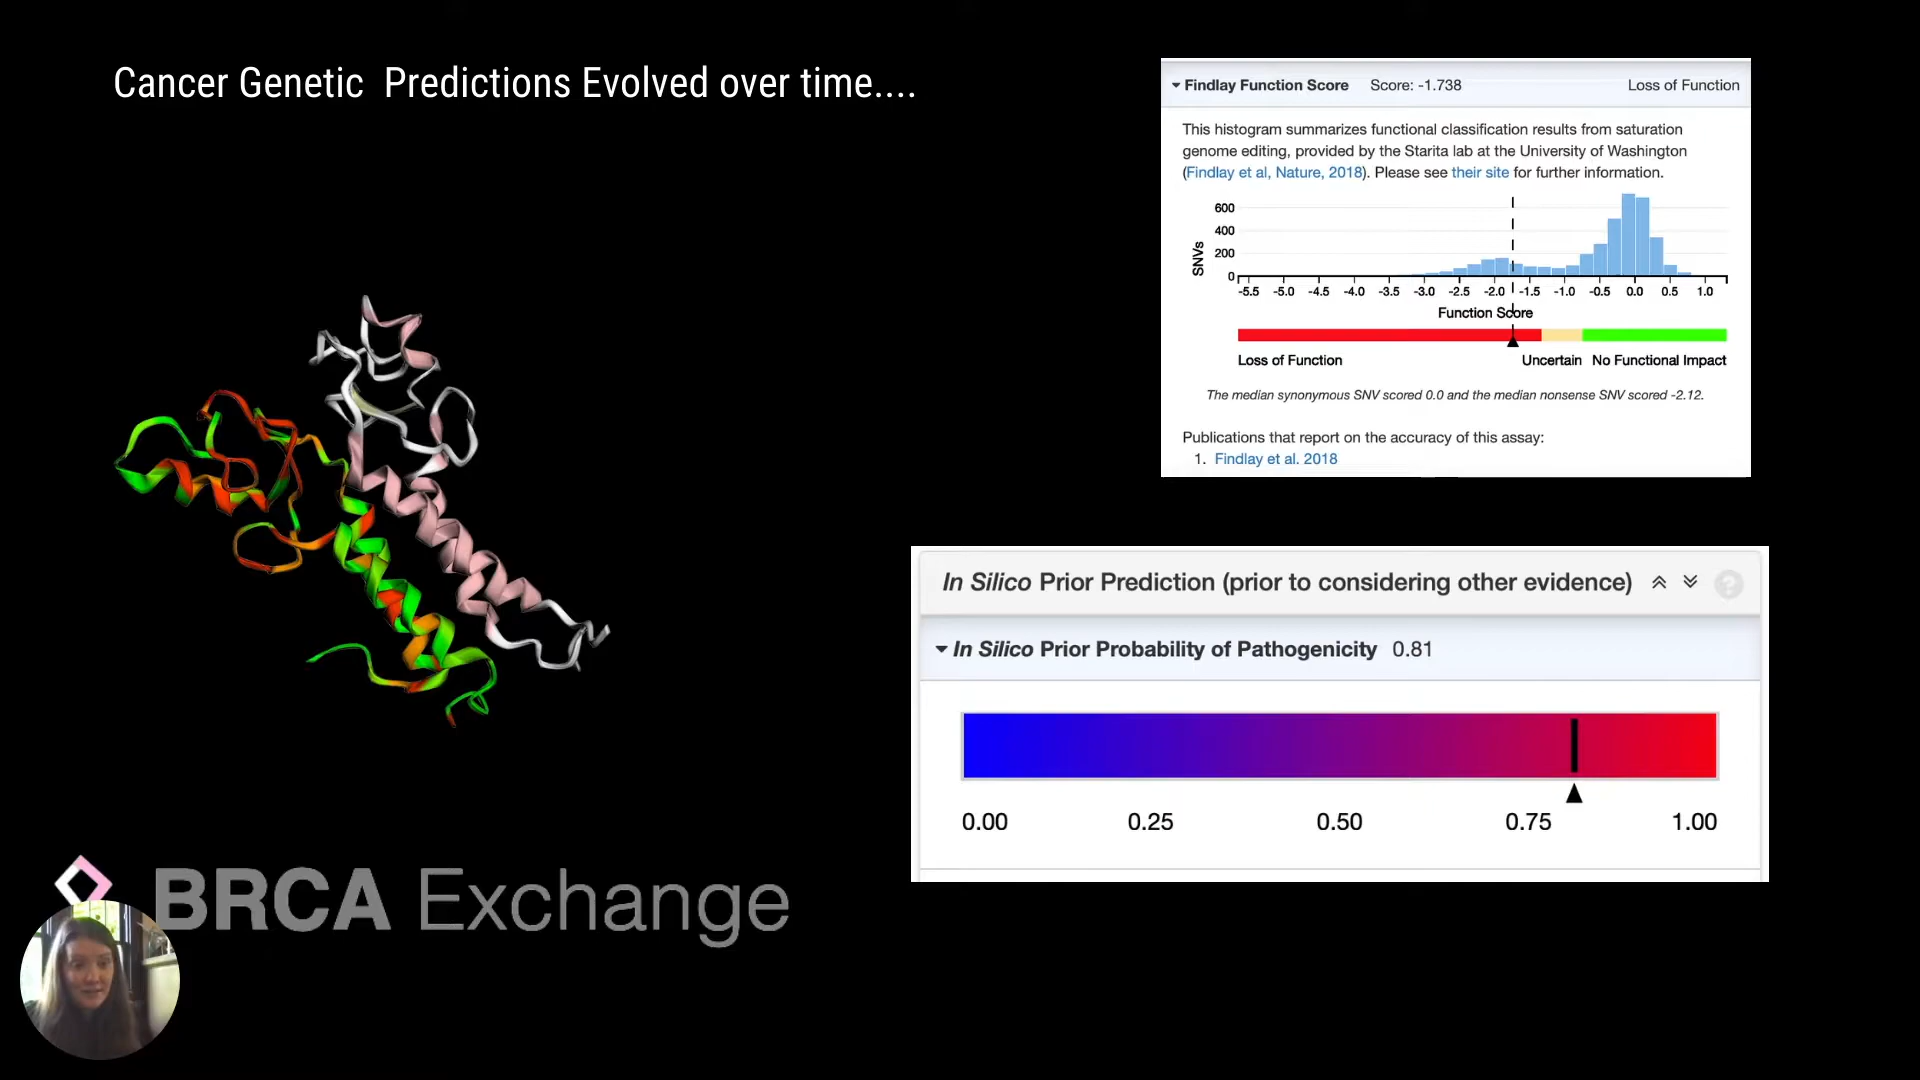 Cancer Genetic  Predictions Evolved over time....
Findlay Function Score Score: -1.738 Loss of Function
This histogram summarizes functional classification results from saturation
genome editing, provided by the Starita lab at the University of Washington
(Findlay et al, Nature, 2018). Please see their site for further information.
600
400
200
0
SNVs
-5.5 -5.0 -4.5 -4.0 -3.5 -3.0 -2.5 -2.0 -1.5 -1.0 -0.5 0.0 0.5 1.0
Function Score
Loss of Function Uncertain No Functional Impact
The median synonymous SNV scored 0.0 and the median nonsense SNV scored -2.12.
Publications that report on the accuracy of this assay:
1. Findlay et al. 2018
In Silico Prior Prediction (prior to considering other evidence) ?
In Silico Prior Probability of Pathogenicity 0.81
0.00 0.25 0.50 0.75 1.00
BRCA Exchange